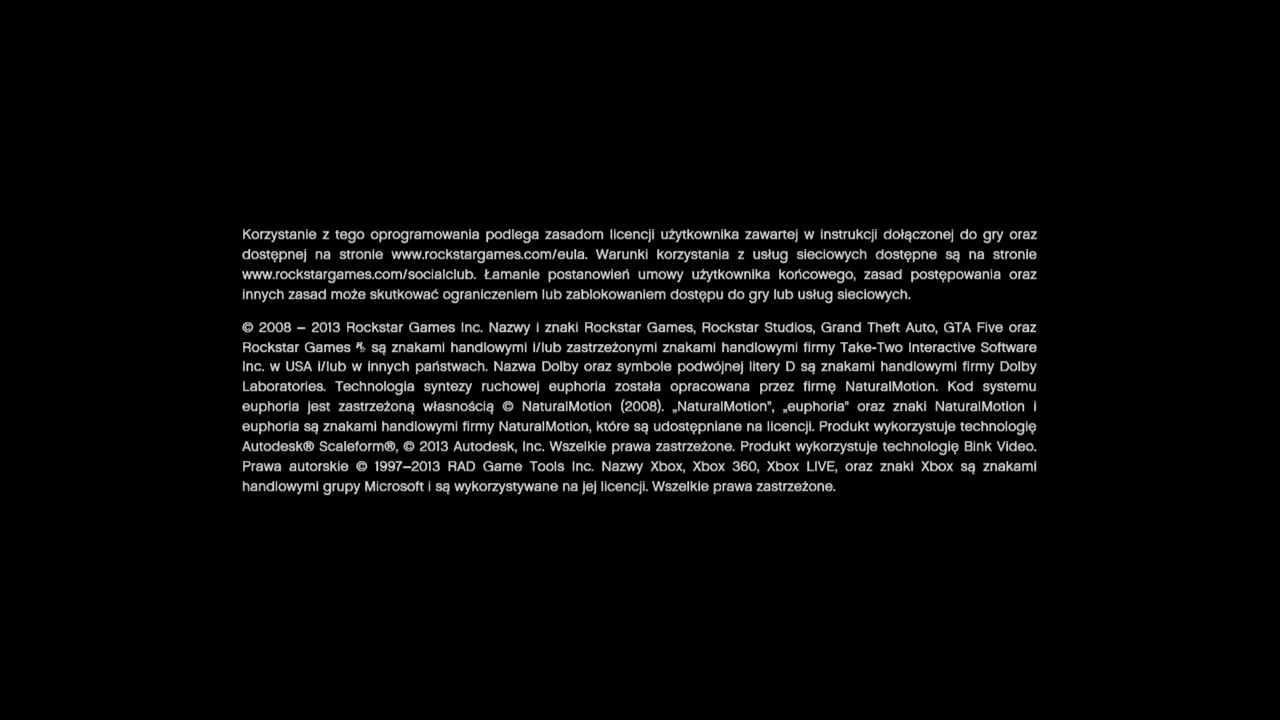 Korzystanie z tego oprogramowania podlega zasadom licencji użytkownika zawartej w instrukcji dołączonej do gry oraz
dostępnej na stronie www.rockstargames.com/eula. Warunki korzystania z usług sieciowych dostępne są na stronie
www.rockstargames.com/socialclub. Łamanie postanowień umowy użytkownika końcowego, zasad postępowania oraz
innych zasad może skutkować ograniczeniem lub zablokowaniem dostępu do gry lub usług sieciowych.
© 2008 – 2013 Rockstar Games Inc. Nazwy i znaki Rockstar Games, Rockstar Studios, Grand Theft Auto, GTA Five oraz
Rockstar Games R* są znakami handlowymi i/lub zastrzeżonymi znakami handlowymi firmy Take-Two Interactive Software
Inc. w USA i/lub w innych państwach. Nazwa Dolby oraz symbole podwójnej litery D są znakami handlowymi firmy Dolby
Laboratories. Technologia syntezy ruchowej euphoria została opracowana przez firmę NaturalMotion. Kod systemu
euphoria jest zastrzeżoną własnością © NaturalMotion (2008). „NaturalMotion", „euphoria" oraz znaki NaturalMotion i
euphoria są znakami handlowymi firmy NaturalMotion, które są udostępniane na licencji. Produkt wykorzystuje technologię
Autodesk® Scaleform®, © 2013 Autodesk, Inc. Wszelkie prawa zastrzeżone. Produkt wykorzystuje technologię Bink Video.
Prawa autorskie © 1997–2013 RAD Game Tools Inc. Nazwy Xbox, Xbox 360, Xbox LIVE, oraz znaki Xbox są znakami
handlowymi grupy Microsoft i są wykorzystywane na jej licencji. Wszelkie prawa zastrzeżone.